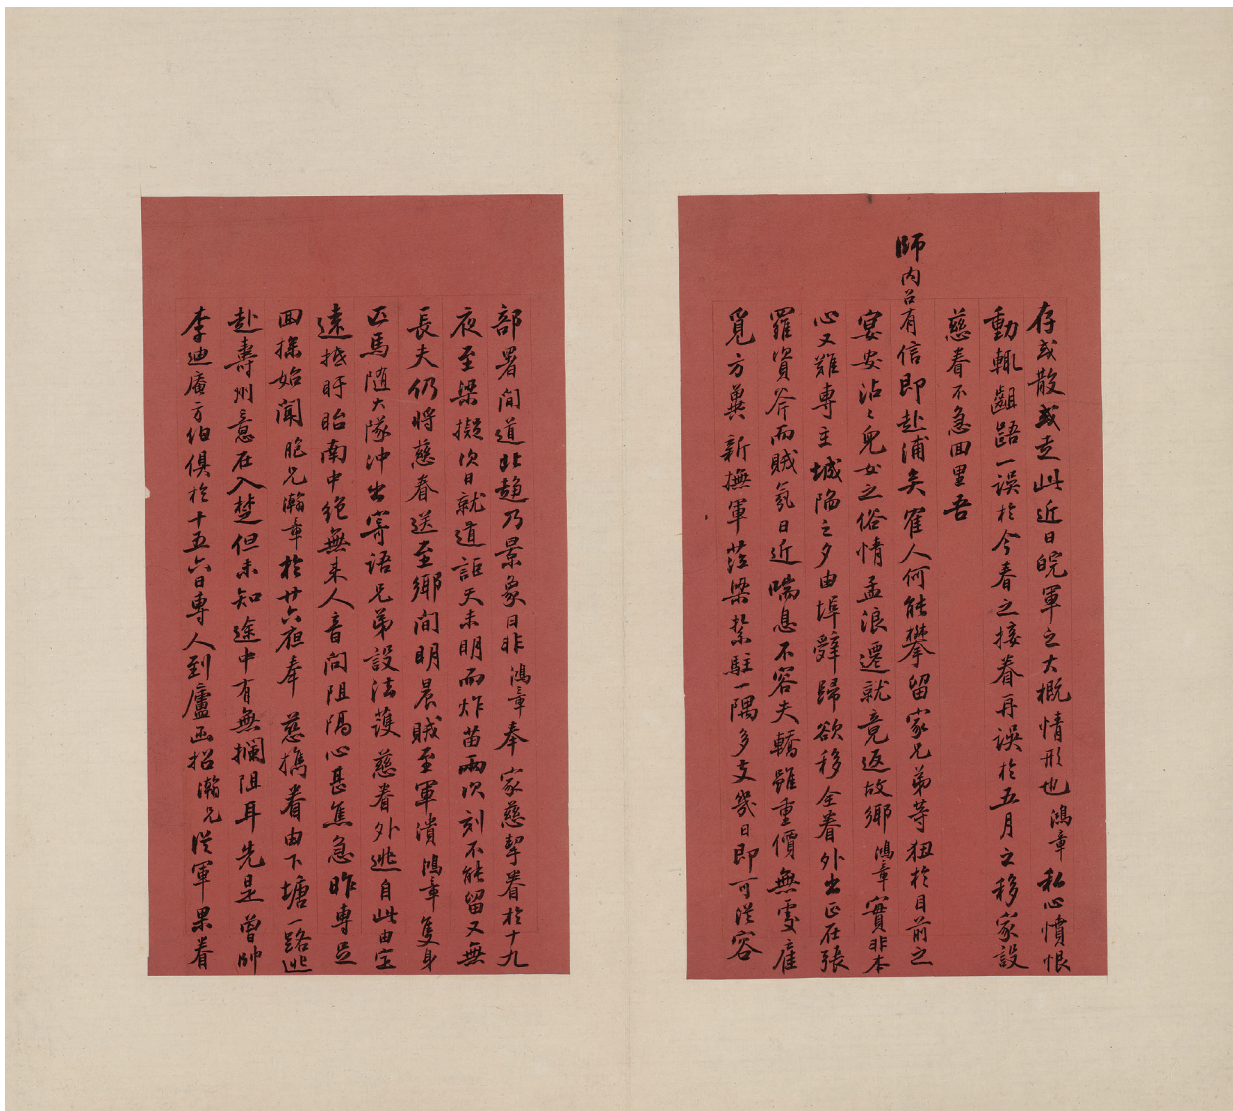 存或散或走此近日皖軍之大概情形也鴻章私心憤恨
動輒齟齬一誤於今春之接眷再誤於五月之移家設
慈眷不急回里吾
師內召有信即赴浦矣寉人何能攀留家兄弟等狃於目前之
宴安沾〻兒女之俗情孟浪遷就竟返故鄉鴻章實非本
心又難專主城陷之夕由埠辭歸欲移全眷外出正在張
羅資斧而賊氛日近喘息不容夫轎雖重價無處雇
覓方冀新撫軍蒞梁紮駐一隅多支幾日即可從容
部署間道北趨乃景象日非鴻章奉家慈挈眷於十九
夜至梁擬次日就道詎天未明而炸苗兩次刻不能留又無
長夫仍將慈眷送至鄉間明晨賊至軍潰鴻章隻身
匹馬隨大隊沖出寄語兄弟設法護慈眷外逃自此由定
遠抵盱眙南中絕無來人音問阻隔心甚焦急昨專足
回探始聞胞兄瀚章於廿六夜奉慈攜眷由下塘一路逃
赴壽州意在入楚但未知途中有無攔阻耳先是曾帥
李迪庵方伯俱於十五六日專人到廬函招瀚兄從軍果眷